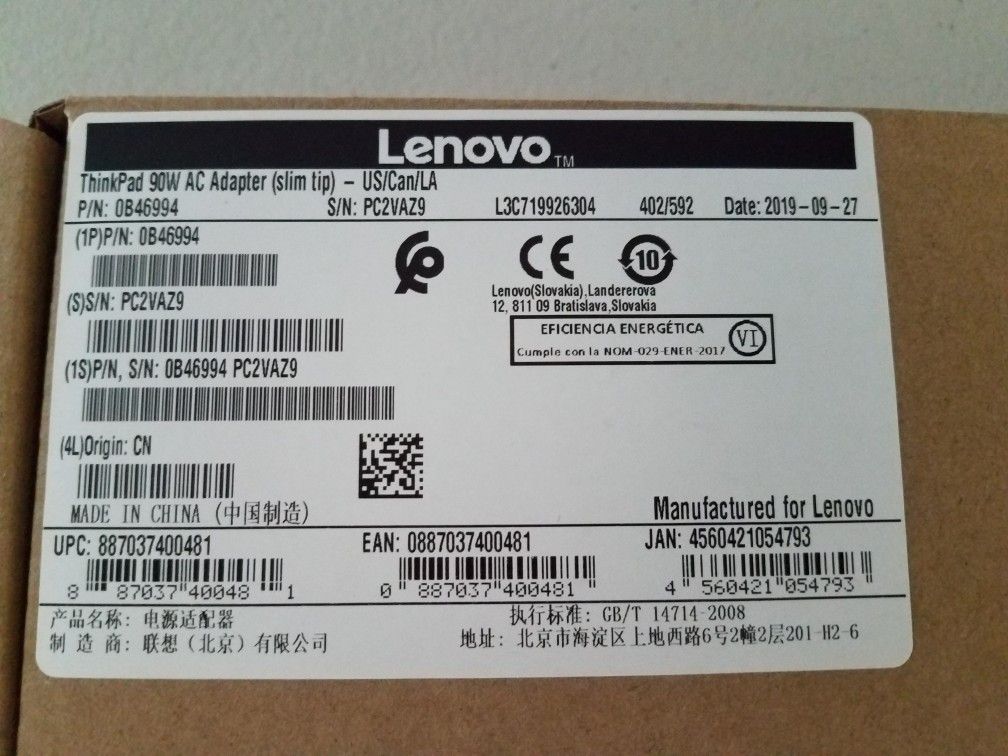 Lenovo TM
ThinkPad 90W AC Adapter (slim tip) – US/Can/LA
P/N: 0B46994 S/N: PC2VAZ9 L3C719926304 402/592 Date: 2019-09-27
(1P)P/N: 0B46994
(S)S/N: PC2VAZ9
(1S)P/N, S/N: 0B46994 PC2VAZ9
(4L)Origin: CN
MADE IN CHINA (中国制造)
CE
10
Lenovo(Slovakia),Landererova
12, 811 09 Bratislava,Slovakia
EFICIENCIA ENERGÉTICA
Cumple con la NOM-029-ENER-2017
VI
Manufactured for Lenovo
UPC: 887037400481 EAN: 0887037400481 JAN: 4560421054793
8 "87037"40048 " 1 0 "887037"400481 " 4 "560421"054793 "
产品名称: 电源适配器 执行标准: GB/T 14714-2008
制 造 商: 联想（北京）有限公司 地址: 北京市海淀区上地西路6号2幢2层201-H2-6